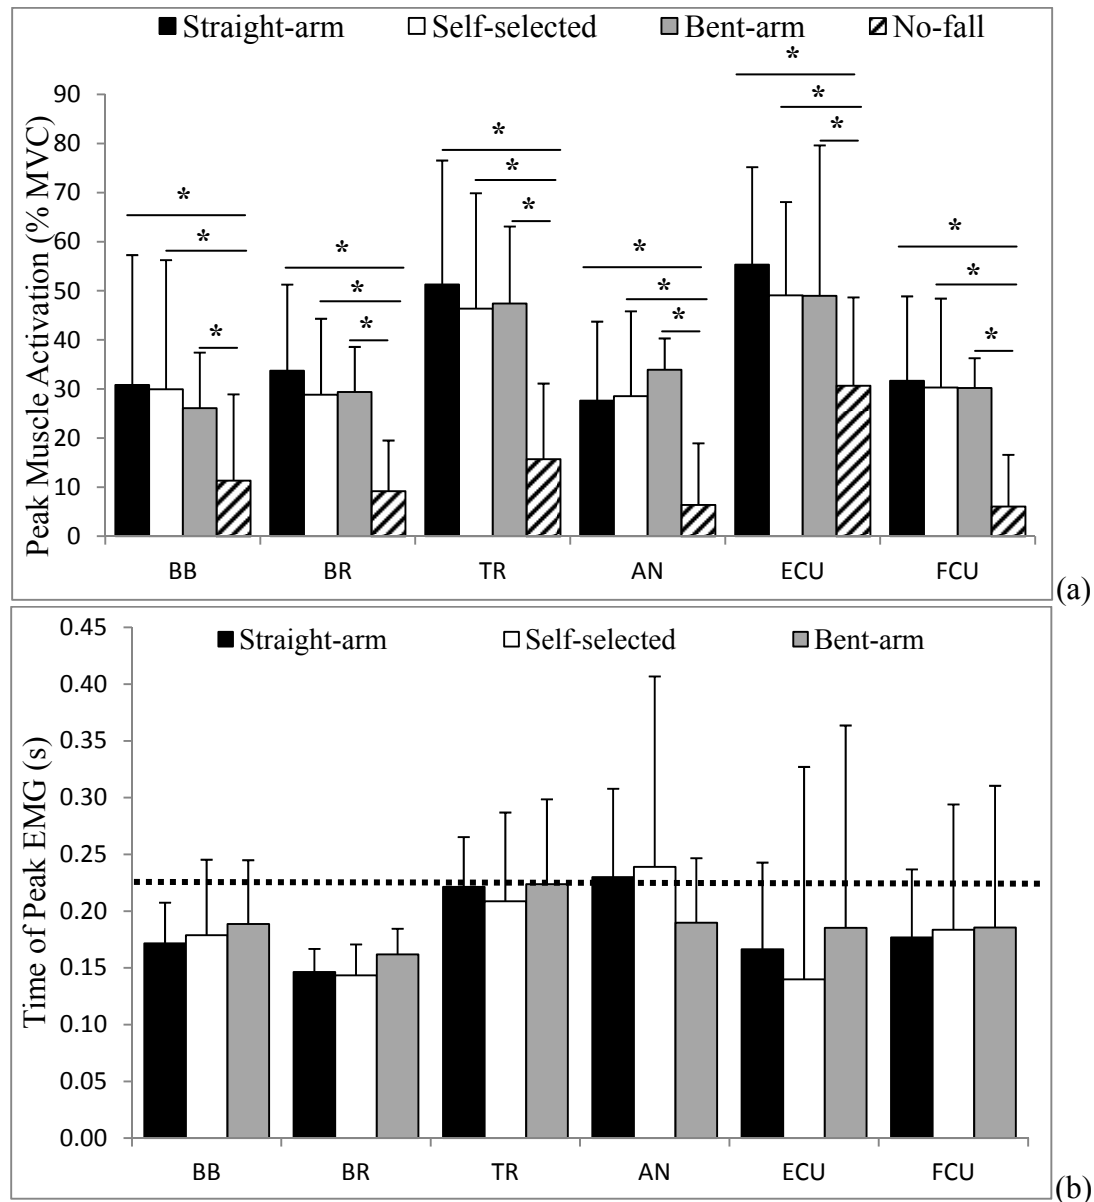 Straight-arm Self-selected Bent-arm No-fall
Peak Muscle Activation (% MVC)
90
80
70
60
50
40
30
20
10
0
* * *
* * *
* * *
* * *
* * *
* * *
BB BR TR AN ECU FCU
(a)
Straight-arm Self-selected Bent-arm
Time of Peak EMG (s)
0.45
0.40
0.35
0.30
0.25
0.20
0.15
0.10
0.05
0.00
BB BR TR AN ECU FCU
(b)